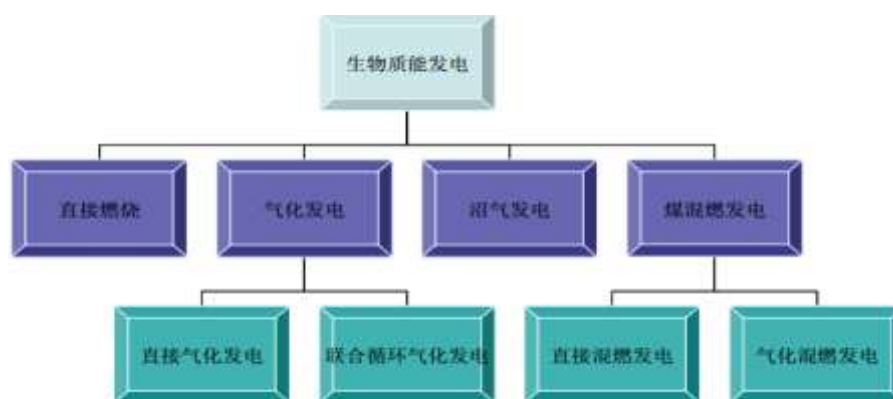 生物质能发电
直接燃烧
气化发电
沼气发电
煤混燃发电
直接气化发电
联合循环气化发电
直接混燃发电
气化混燃发电